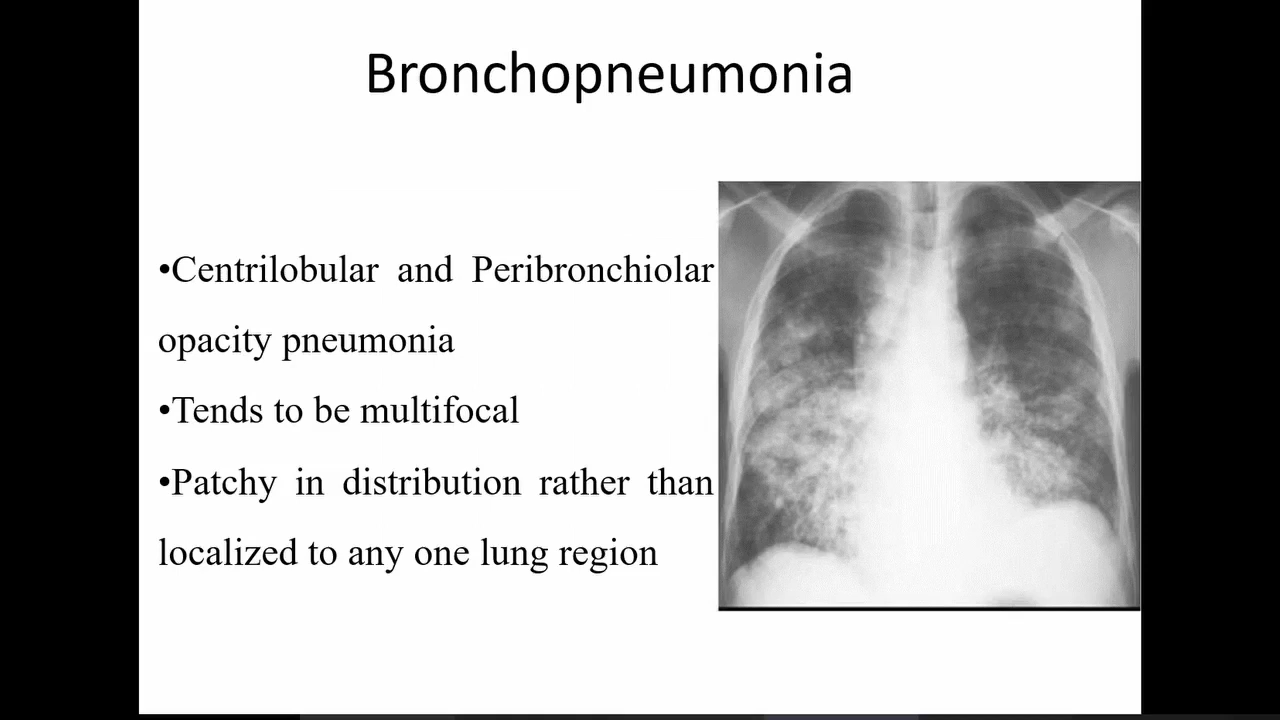 Bronchopneumonia
•Centrilobular and Peribronchiolar
opacity pneumonia
•Tends to be multifocal
•Patchy in distribution rather than
localized to any one lung region